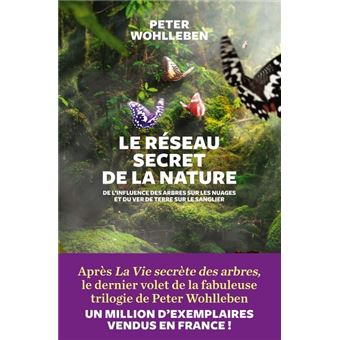 PETER
WOHLLEBEN
LE RÉSEAU
SECRET
DE LA NATURE
DE L'INFLUENCE DES ARBRES SUR LES NUAGES
ET DU VER DE TERRE SUR LE SANGLIER
Après La Vie secrète des arbres,
le dernier volet de la fabuleuse
trilogie de Peter Wohlleben
UN MILLION D'EXEMPLAIRES
VENDUS EN FRANCE !